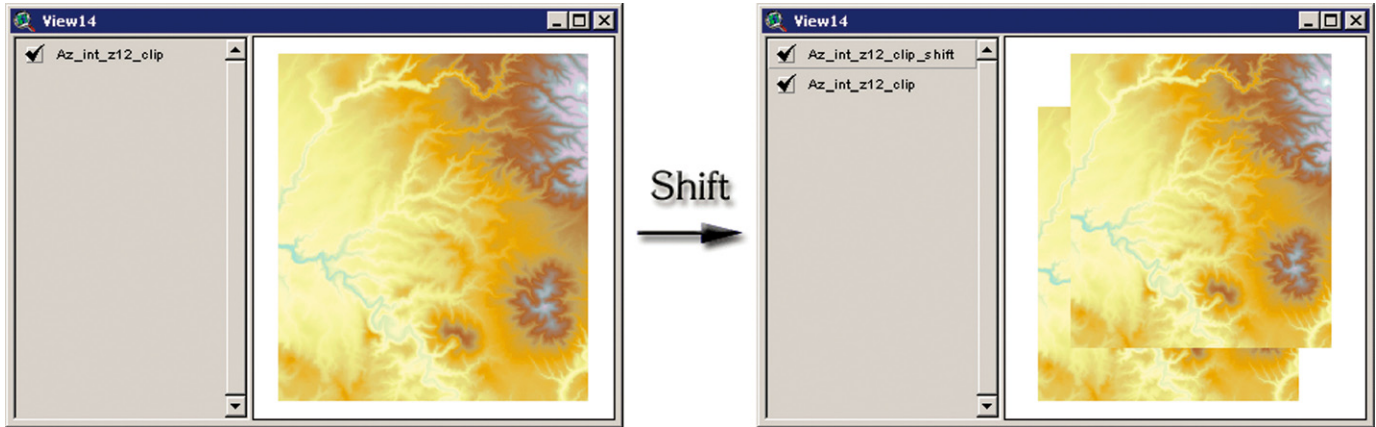 View14
Az_int_z12_clip
Shift
View14
Az_int_z12_clip_shift
Az_int_z12_clip